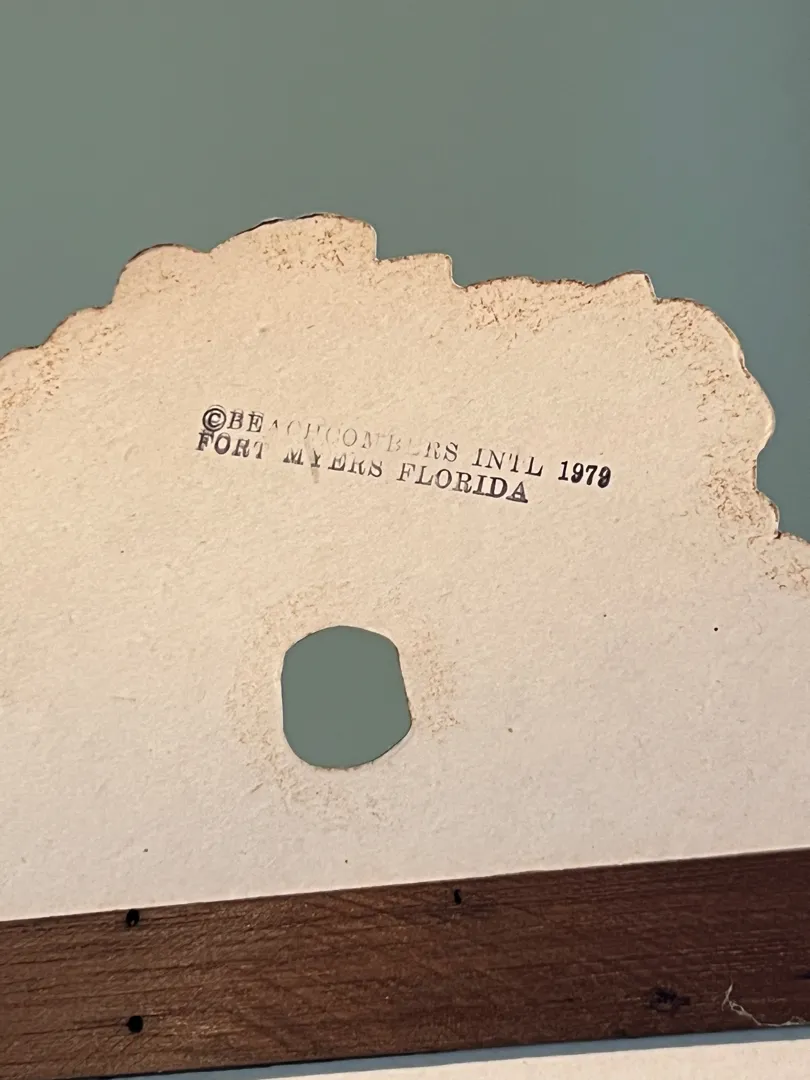 ©BEACHCOMBERS INTL 1979
FORT MYERS FLORIDA